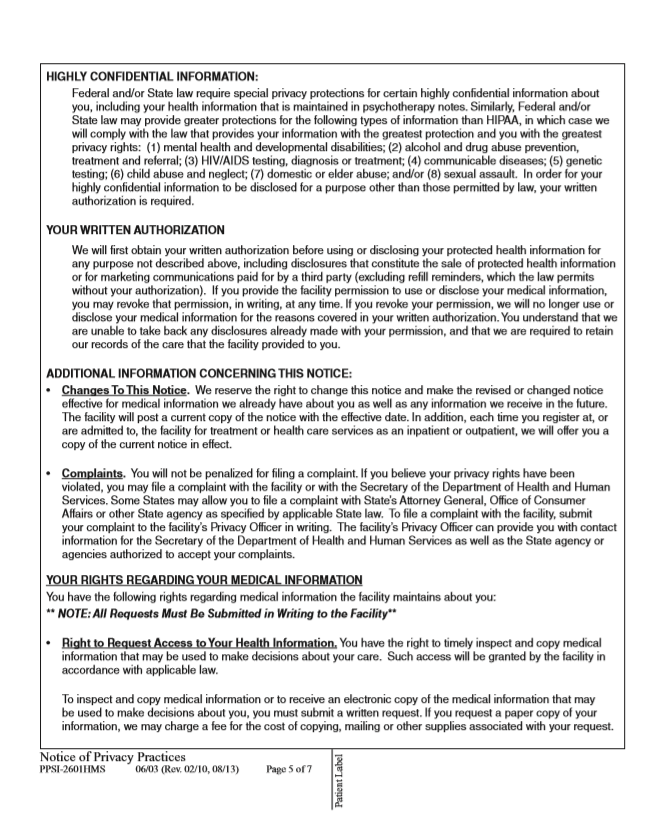 HIGHLY CONFIDENTIAL INFORMATION:
Federal and/or State law require special privacy protections for certain highly confidential information about
you, including your health information that is maintained in psychotherapy notes. Similarly, Federal and/or
State law may provide greater protections for the following types of information than HIPAA, in which case we
will comply with the law that provides your information with the greatest protection and you with the greatest
privacy rights: (1) mental health and developmental disabilities; (2) alcohol and drug abuse prevention,
treatment and referral; (3) HIV/AIDS testing, diagnosis or treatment; (4) communicable diseases; (5) genetic
testing; (6) child abuse and neglect; (7) domestic or elder abuse; and/or (8) sexual assault. In order for your
highly confidential information to be disclosed for a purpose other than those permitted by law, your written
authorization is required.
YOUR WRITTEN AUTHORIZATION
We will first obtain your written authorization before using or disclosing your protected health information for
any purpose not described above, including disclosures that constitute the sale of protected health information
or for marketing communications paid for by a third party (excluding refill reminders, which the law permits
without your authorization). If you provide the facility permission to use or disclose your medical information,
you may revoke that permission, in writing, at any time. If you revoke your permission, we will no longer use or
disclose your medical information for the reasons covered in your written authorization. You understand that we
are unable to take back any disclosures already made with your permission, and that we are required to retain
our records of the care that the facility provided to you.
ADDITIONAL INFORMATION CONCERNING THIS NOTICE:
• Changes To This Notice. We reserve the right to change this notice and make the revised or changed notice
effective for medical information we already have about you as well as any information we receive in the future.
The facility will post a current copy of the notice with the effective date. In addition, each time you register at, or
are admitted to, the facility for treatment or health care services as an inpatient or outpatient, we will offer you a
copy of the current notice in effect.
• Complaints. You will not be penalized for filing a complaint. If you believe your privacy rights have been
violated, you may file a complaint with the facility or with the Secretary of the Department of Health and Human
Services. Some States may allow you to file a complaint with State's Attorney General, Office of Consumer
Affairs or other State agency as specified by applicable State law. To file a complaint with the facility, submit
your complaint to the facility's Privacy Officer in writing. The facility's Privacy Officer can provide you with contact
information for the Secretary of the Department of Health and Human Services as well as the State agency or
agencies authorized to accept your complaints.
YOUR RIGHTS REGARDING YOUR MEDICAL INFORMATION
You have the following rights regarding medical information the facility maintains about you:
** NOTE: All Requests Must Be Submitted in Writing to the Facility**
• Right to Request Access to Your Health Information. You have the right to timely inspect and copy medical
information that may be used to make decisions about your care. Such access will be granted by the facility in
accordance with applicable law.
To inspect and copy medical information or to receive an electronic copy of the medical information that may
be used to make decisions about you, you must submit a written request. If you request a paper copy of your
information, we may charge a fee for the cost of copying, mailing or other supplies associated with your request.
Notice of Privacy Practices
PPSI-2601HMS 06/03 (Rev. 02/10, 08/13) Page 5 of 7
Patient Label